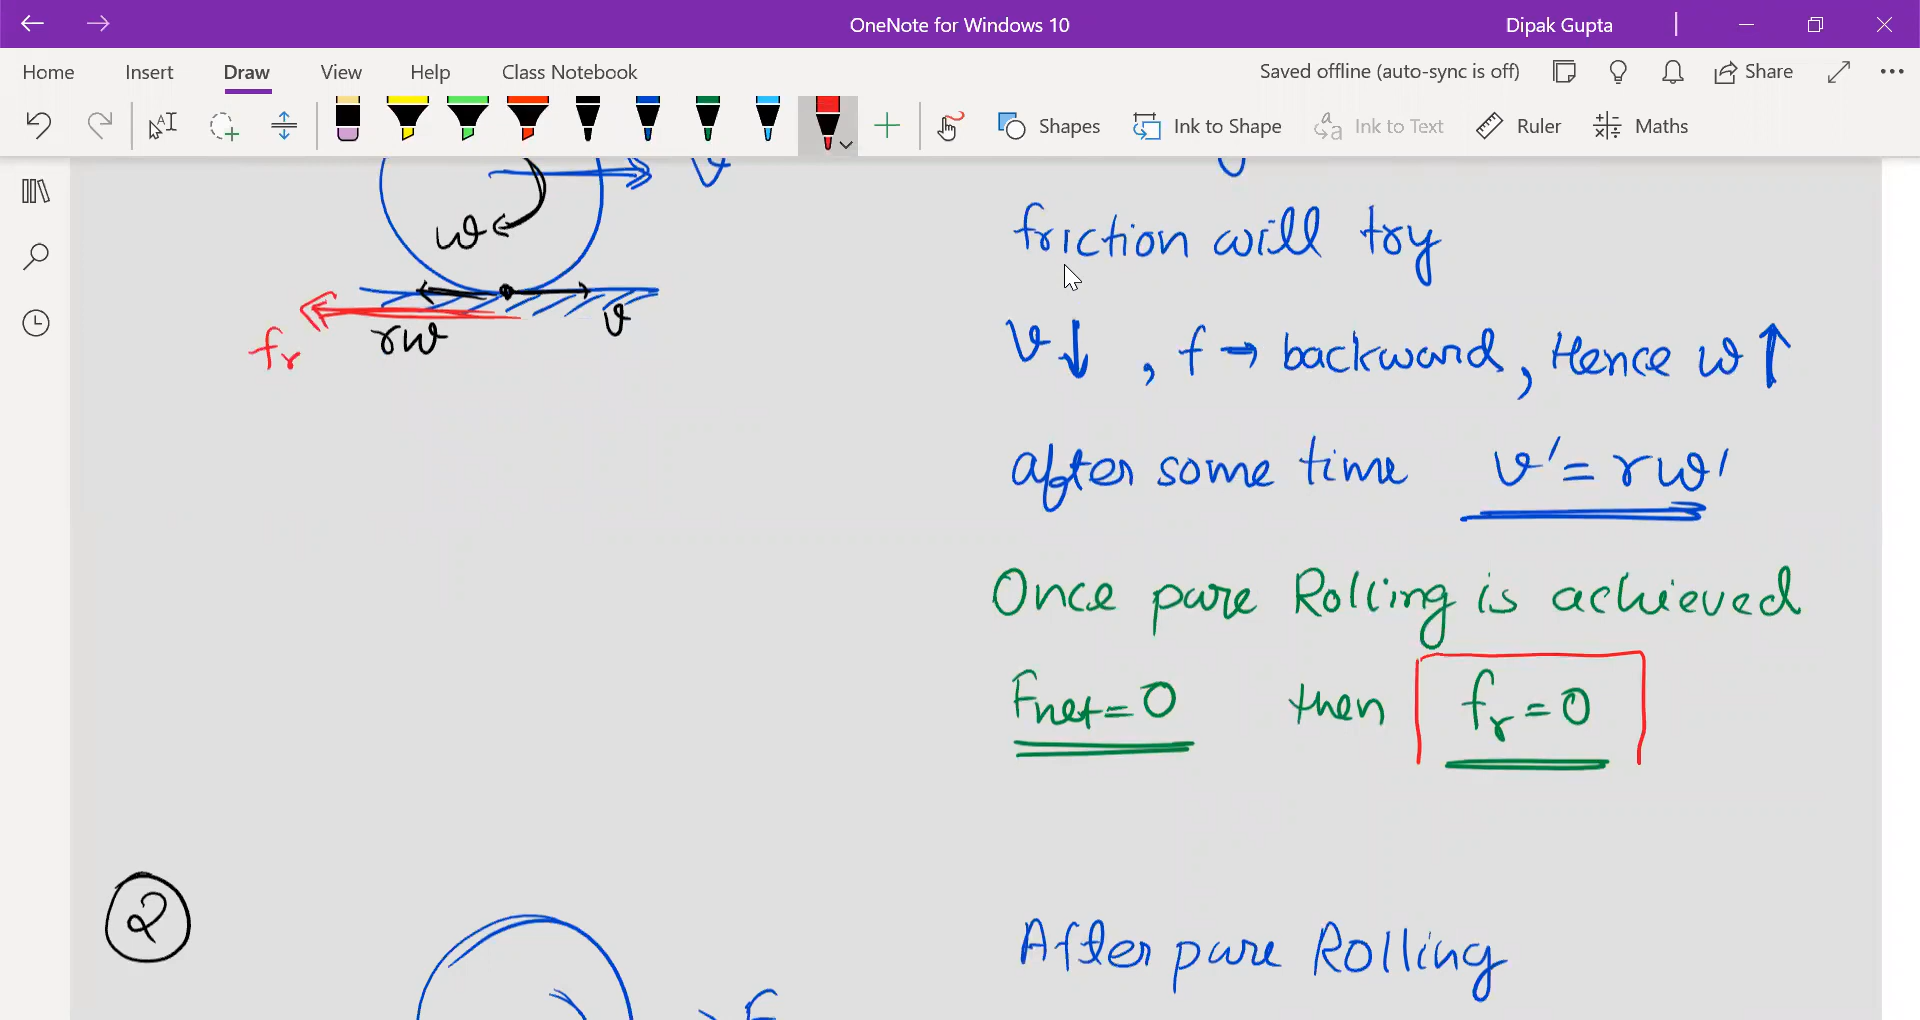 OneNote for Windows 10
Dipak Gupta
Home Insert Draw View Help Class Notebook
Saved offline (auto-sync is off)
Share
Shapes Ink to Shape Ink to Text Ruler Maths
v
ω
v
rω
fr
friction will try
v↓, f → backward, Hence ω↑
after some time v' = rω'
Once pure Rolling is achieved
Fnet = 0 then fr = 0
2
After pure Rolling
F